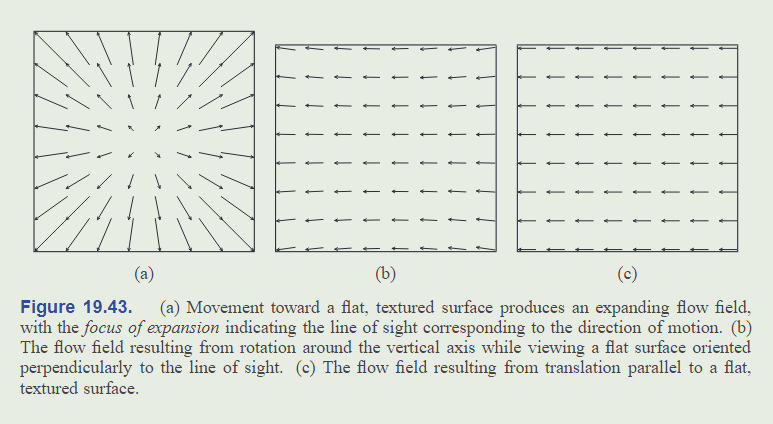 (a) (b) (c)
Figure 19.43. (a) Movement toward a flat, textured surface produces an expanding flow field,
with the focus of expansion indicating the line of sight corresponding to the direction of motion. (b)
The flow field resulting from rotation around the vertical axis while viewing a flat surface oriented
perpendicularly to the line of sight. (c) The flow field resulting from translation parallel to a flat,
textured surface.